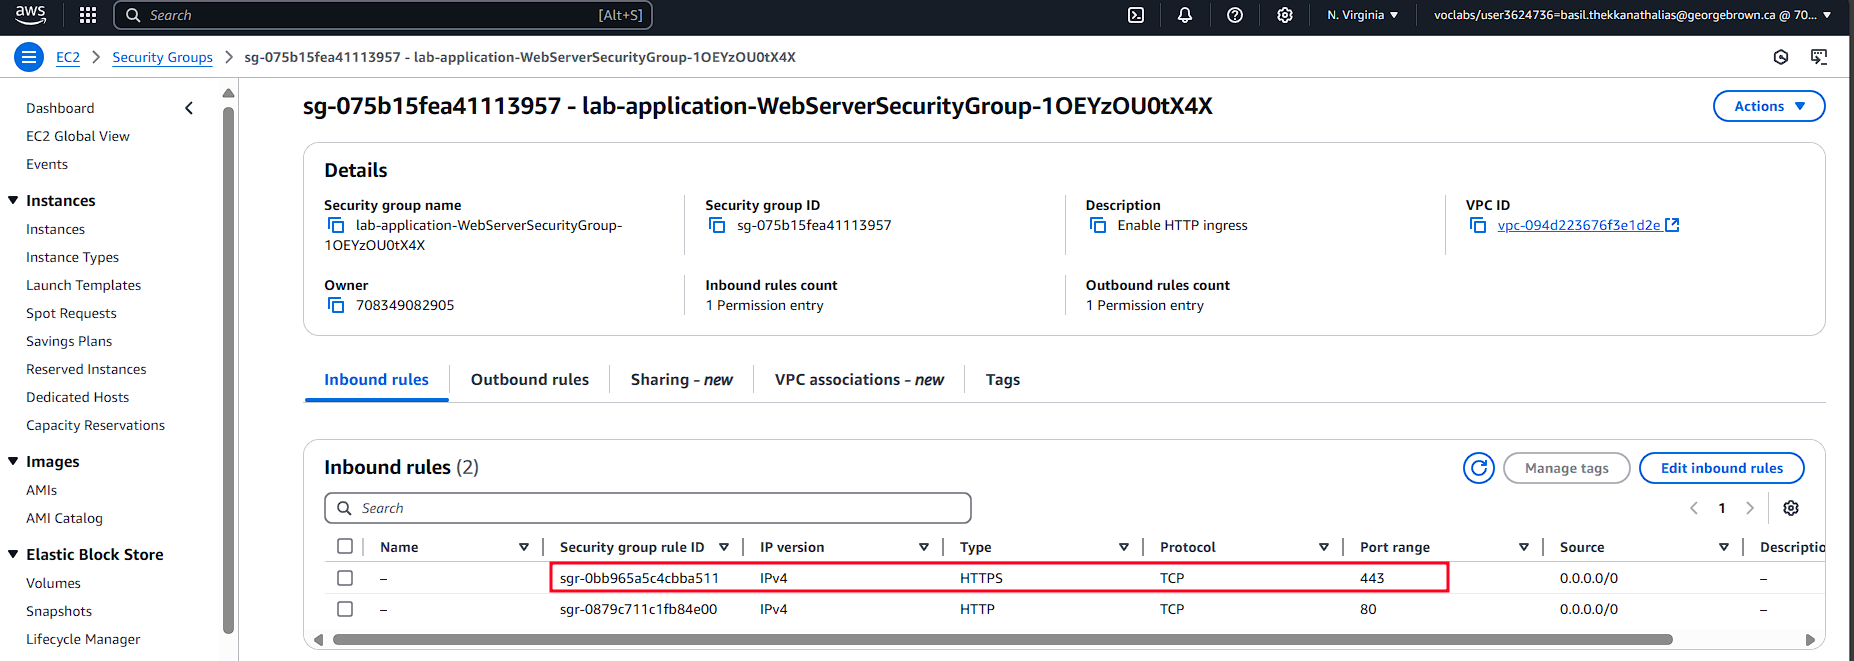 aws
Search [Alt+S]
N. Virginia
voclabs/user3624736=basil.thekkanathalias@georgebrown.ca @ 70...
EC2 > Security Groups > sg-075b15fea41113957 - lab-application-WebServerSecurityGroup-1OEYzOU0tX4X
Dashboard
EC2 Global View
Events
Instances
Instances
Instance Types
Launch Templates
Spot Requests
Savings Plans
Reserved Instances
Dedicated Hosts
Capacity Reservations
Images
AMIs
AMI Catalog
Elastic Block Store
Volumes
Snapshots
Lifecycle Manager
sg-075b15fea41113957 - lab-application-WebServerSecurityGroup-1OEYzOU0tX4X
Actions
Details
Security group name
lab-application-WebServerSecurityGroup-
1OEYzOU0tX4X
Security group ID
sg-075b15fea41113957
Description
Enable HTTP ingress
VPC ID
vpc-094d223676f3e1d2e
Owner
708349082905
Inbound rules count
1 Permission entry
Outbound rules count
1 Permission entry
Inbound rules Outbound rules Sharing - new VPC associations - new Tags
Inbound rules (2)
Manage tags
Edit inbound rules
Search
1
Name Security group rule ID IP version Type Protocol Port range Source Descriptio
– sgr-0bb965a5c4cbba511 IPv4 HTTPS TCP 443 0.0.0.0/0 –
– sgr-0879c711c1fb84e00 IPv4 HTTP TCP 80 0.0.0.0/0 –